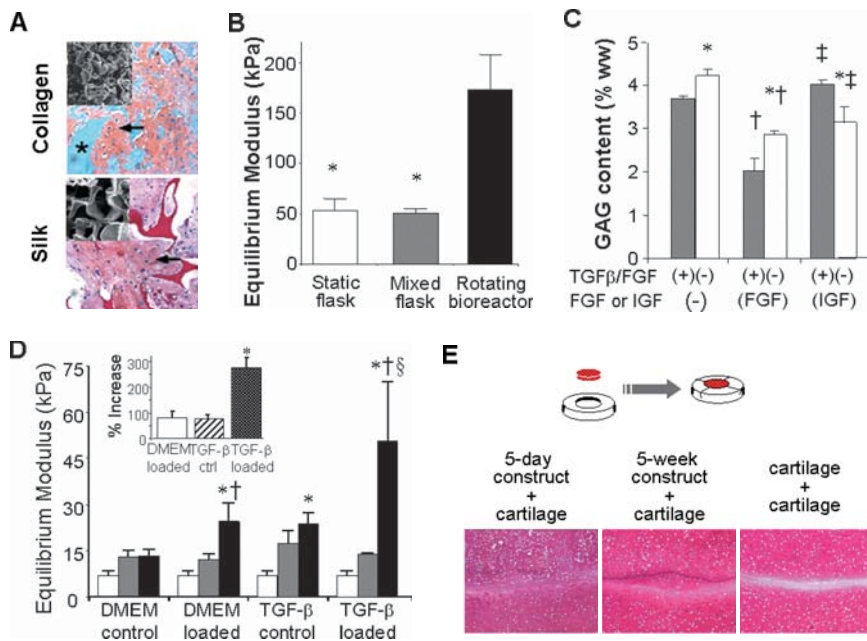 A
Collagen
*
Silk
B
Equilibrium Modulus (kPa)
200
150
100
50
0
*
*
Static
flask
Mixed
flask
Rotating
bioreactor
C
GAG content (% ww)
6
5
4
3
2
1
0
*
†
*†
‡
*‡
TGFβ/FGF (+)(-) (+)(-) (+)(-)
FGF or IGF (-) (FGF) (IGF)
D
Equilibrium Modulus (kPa)
75
60
45
30
15
0
% Increase
300
200
100
0
*
DMEM TGF-β TGF-β
loaded ctrl loaded
*†
*
*†§
DMEM
control
DMEM
loaded
TGF-β
control
TGF-β
loaded
E
5-day
construct
+
cartilage
5-week
construct
+
cartilage
cartilage
+
cartilage